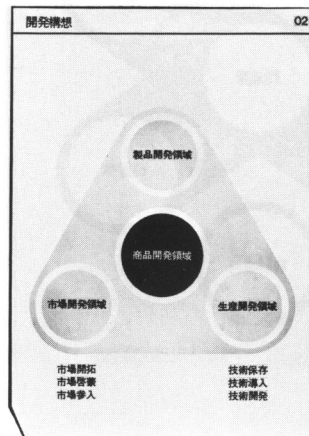 開発構想 02
製品開発領域
商品開発領域
市場開発領域
生産開発領域
市場開拓
市場啓蒙
市場参入
技術保存
技術導入
技術開発